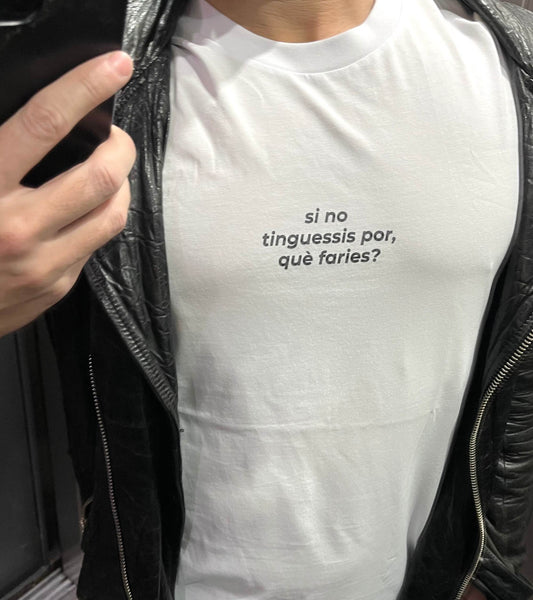 si no
tinguessis por,
què faries?